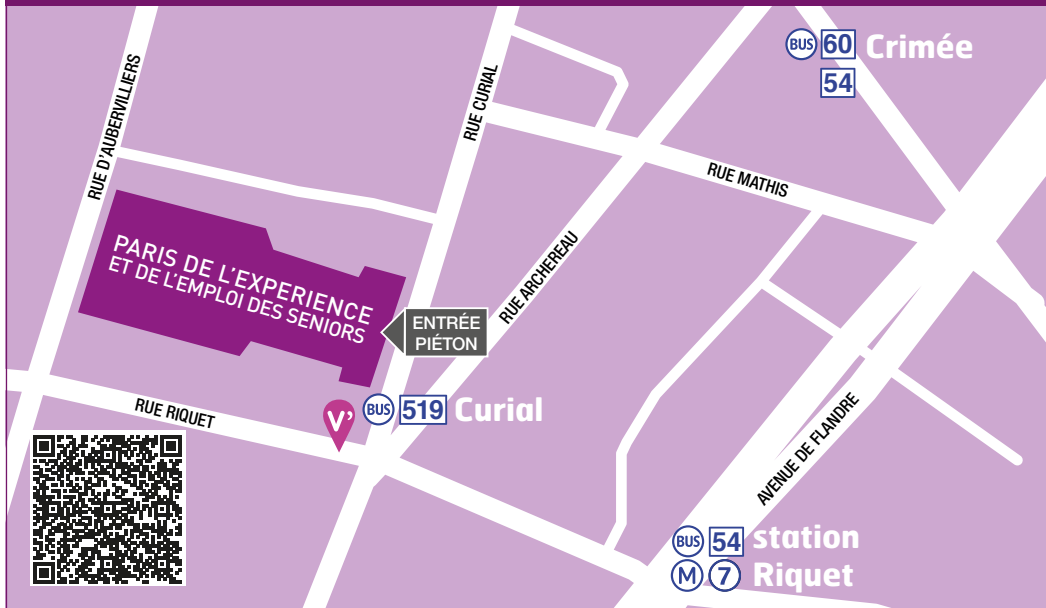 BUS 60 Crimée
54
RUE D'AUBERVILLIERS
RUE CURIAL
RUE MATHIS
RUE ARCHEREAU
PARIS DE L'EXPERIENCE
ET DE L'EMPLOI DES SENIORS
ENTRÉE
PIÉTON
V'
BUS 519 Curial
RUE RIQUET
AVENUE DE FLANDRE
BUS 54 station
M 7 Riquet